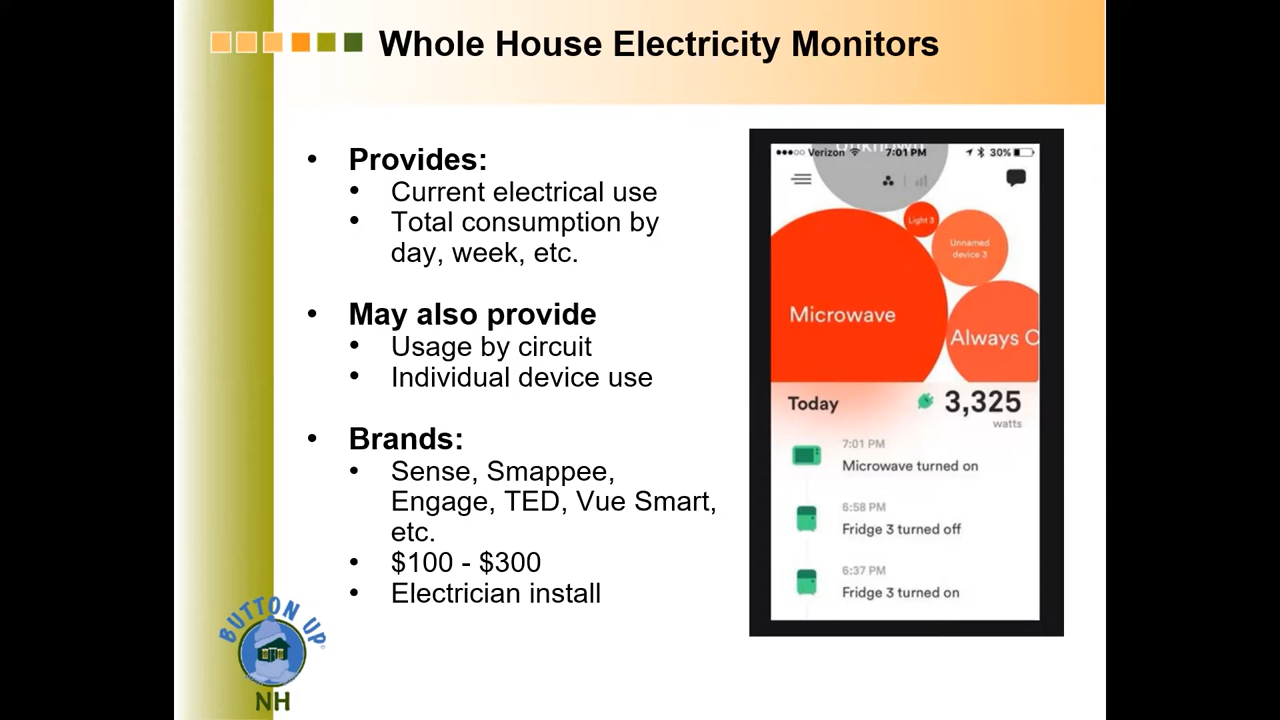 Whole House Electricity Monitors
• Provides:
• Current electrical use
• Total consumption by
day, week, etc.
• May also provide
• Usage by circuit
• Individual device use
• Brands:
• Sense, Smappee,
Engage, TED, Vue Smart,
etc.
• $100 - $300
• Electrician install
BUTTON UP
NH
Unknown
Verizon 7:01 PM 30%
Light 3
Unnamed
device 3
Microwave
Always O
Today 3,325
watts
7:01 PM
Microwave turned on
6:58 PM
Fridge 3 turned off
6:37 PM
Fridge 3 turned on